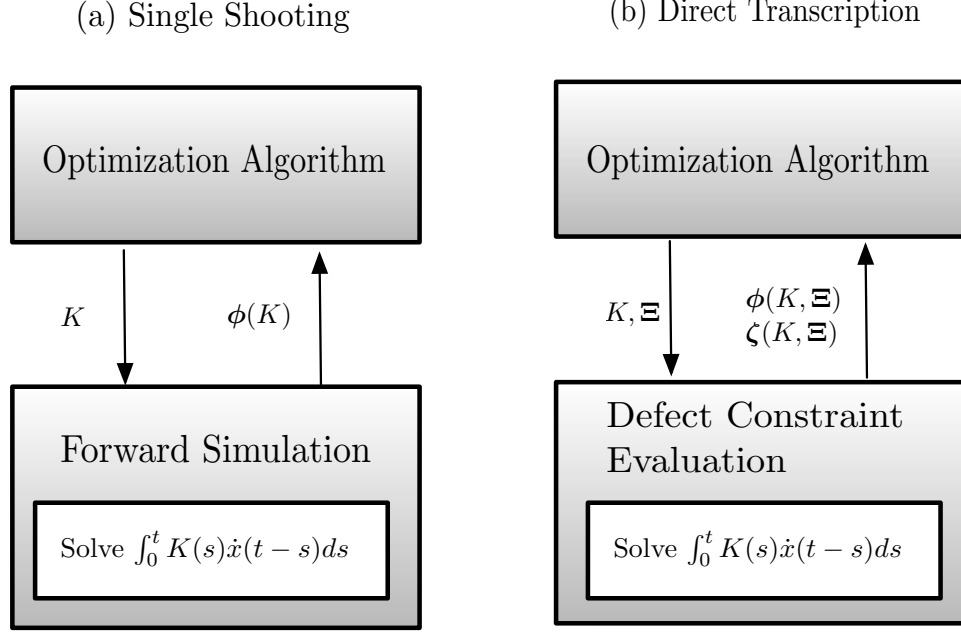 (a) Single Shooting
Optimization Algorithm
K
ϕ(K)
Forward Simulation
Solve ∫₀ᵗ K(s)ẋ(t − s)ds
(b) Direct Transcription
Optimization Algorithm
K, Ξ
ϕ(K, Ξ)
ζ(K, Ξ)
Defect Constraint
Evaluation
Solve ∫₀ᵗ K(s)ẋ(t − s)ds